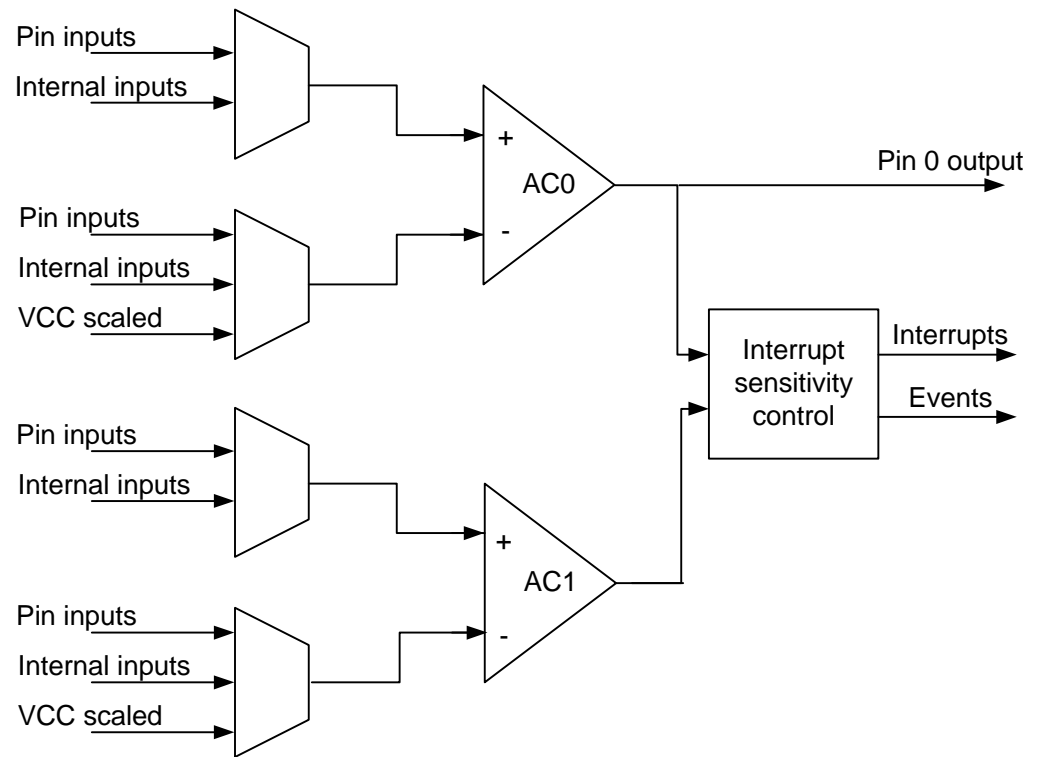 Pin inputs
Internal inputs
+
AC0
-
Pin 0 output
Pin inputs
Internal inputs
VCC scaled
Interrupt
sensitivity
control
Interrupts
Events
Pin inputs
Internal inputs
+
AC1
-
Pin inputs
Internal inputs
VCC scaled